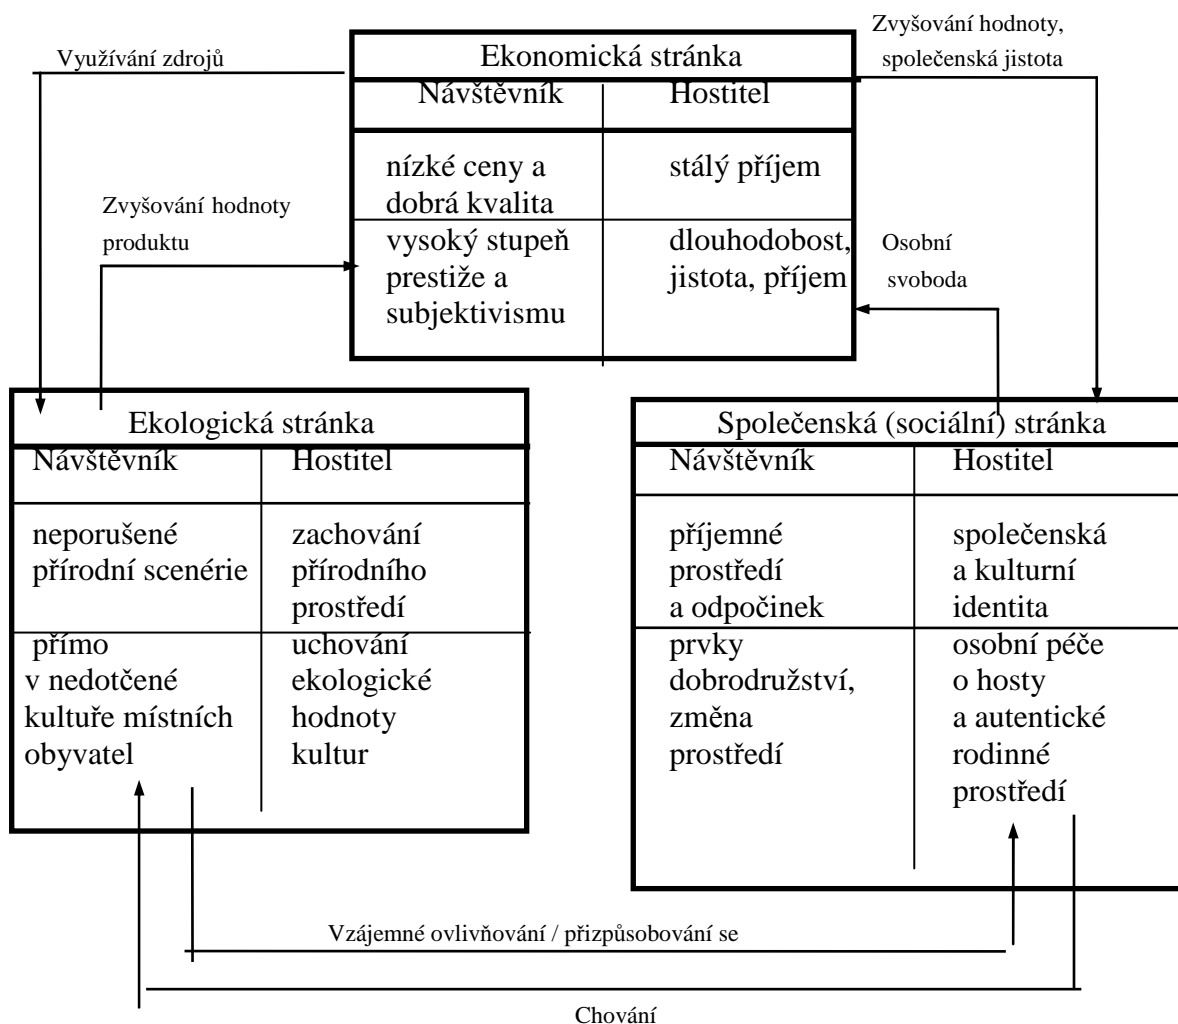 Využívání zdrojů
Zvyšování hodnoty,
společenská jistota
Ekonomická stránka
Návštěvník
Hostitel
nízké ceny a
dobrá kvalita
stálý příjem
vysoký stupeň
prestiže a
subjektivismu
dlouhodobost,
jistota, příjem
Zvyšování hodnoty
produktu
Osobní
svoboda
Ekologická stránka
Návštěvník
Hostitel
neporušené
přírodní scenérie
zachování
přírodního
prostředí
přímo
v nedotčené
kultuře místních
obyvatel
uchování
ekologické
hodnoty
kultur
Společenská (sociální) stránka
Návštěvník
Hostitel
příjemné
prostředí
a odpočinek
společenská
a kulturní
identita
prvky
dobrodružství,
změna
prostředí
osobní péče
o hosty
a autentické
rodinné
prostředí
Vzájemné ovlivňování / přizpůsobování se
Chování